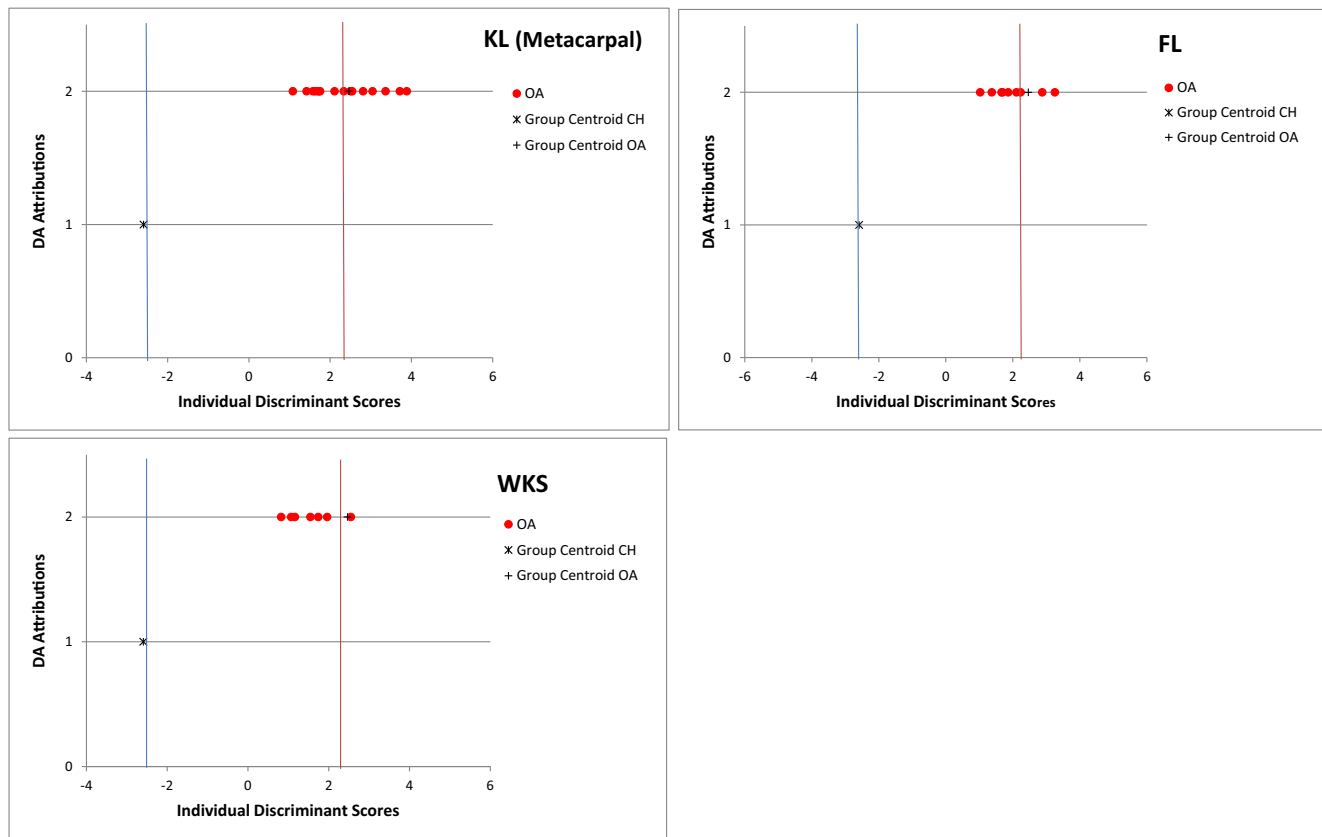 KL (Metacarpal)
DA Attributions
2
1
0
-4 -2 0 2 4 6
Individual Discriminant Scores
OA
Group Centroid CH
Group Centroid OA
FL
DA Attributions
2
1
0
-6 -4 -2 0 2 4 6
Individual Discriminant Scores
OA
Group Centroid CH
Group Centroid OA
WKS
DA Attributions
2
1
0
-4 -2 0 2 4 6
Individual Discriminant Scores
OA
Group Centroid CH
Group Centroid OA